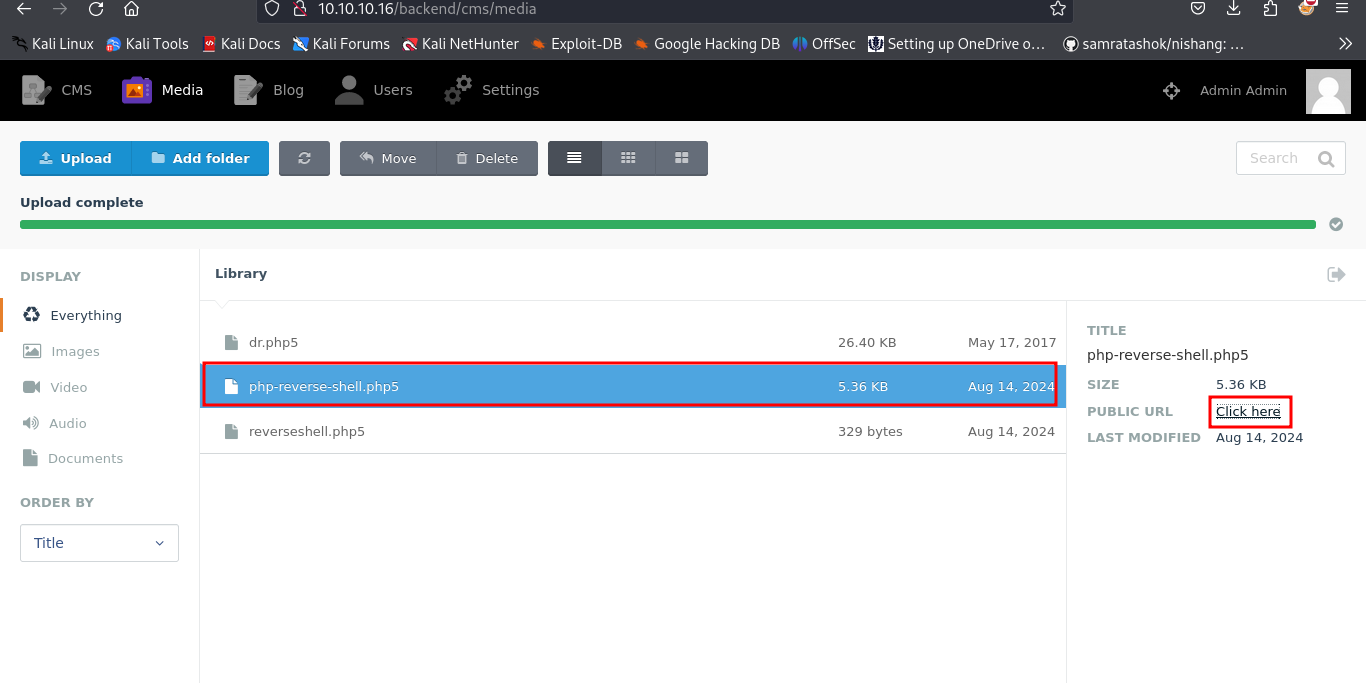 10.10.10.16/backend/cms/media
Kali Linux Kali Tools Kali Docs Kali Forums Kali NetHunter Exploit-DB Google Hacking DB OffSec Setting up OneDrive o… samratashok/nishang: …
CMS Media Blog Users Settings Admin Admin
Upload Add folder Move Delete Search
Upload complete
DISPLAY
Everything
Images
Video
Audio
Documents
ORDER BY
Title
Library
dr.php5 26.40 KB May 17, 2017
php-reverse-shell.php5 5.36 KB Aug 14, 2024
reverseshell.php5 329 bytes Aug 14, 2024
TITLE
php-reverse-shell.php5
SIZE 5.36 KB
PUBLIC URL Click here
LAST MODIFIED Aug 14, 2024